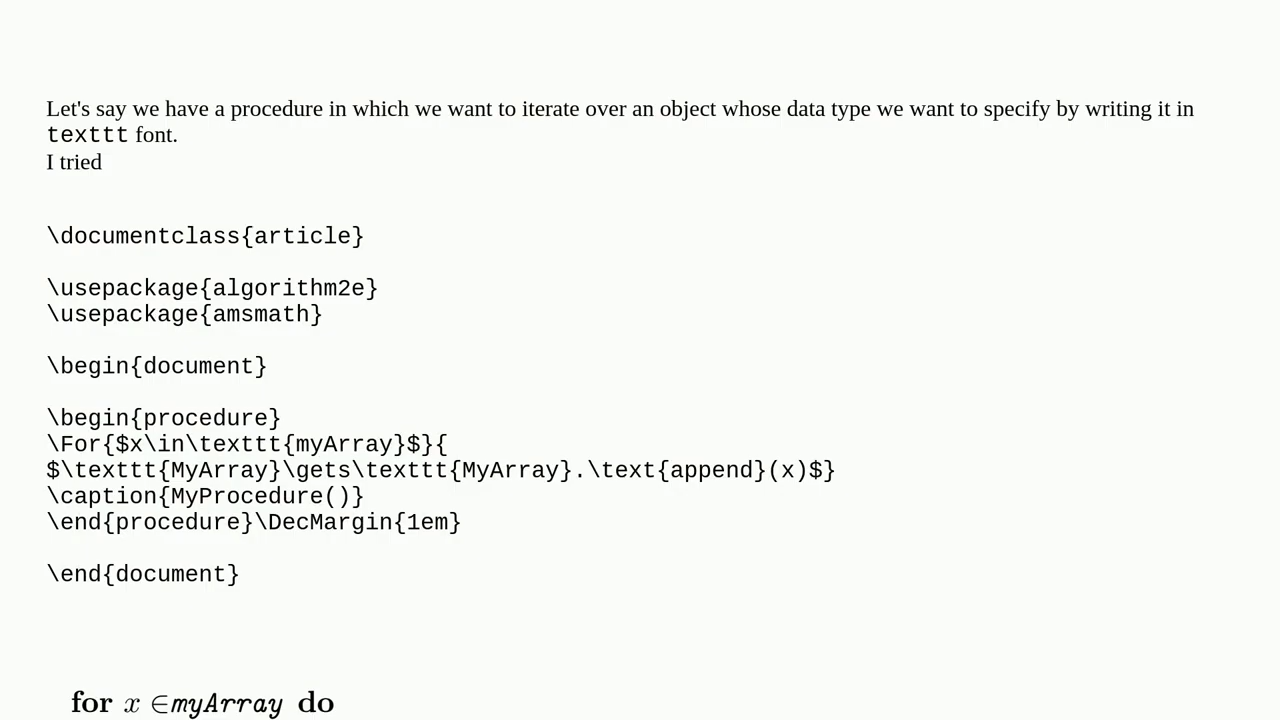 Let's say we have a procedure in which we want to iterate over an object whose data type we want to specify by writing it in
texttt font.
I tried
\documentclass{article}
\usepackage{algorithm2e}
\usepackage{amsmath}
\begin{document}
\begin{procedure}
\For{$x\in\texttt{myArray}$}{
$\texttt{MyArray}\gets\texttt{MyArray}.\text{append}(x)$}
\caption{MyProcedure()}
\end{procedure}\DecMargin{1em}
\end{document}
for x ∈myArray do